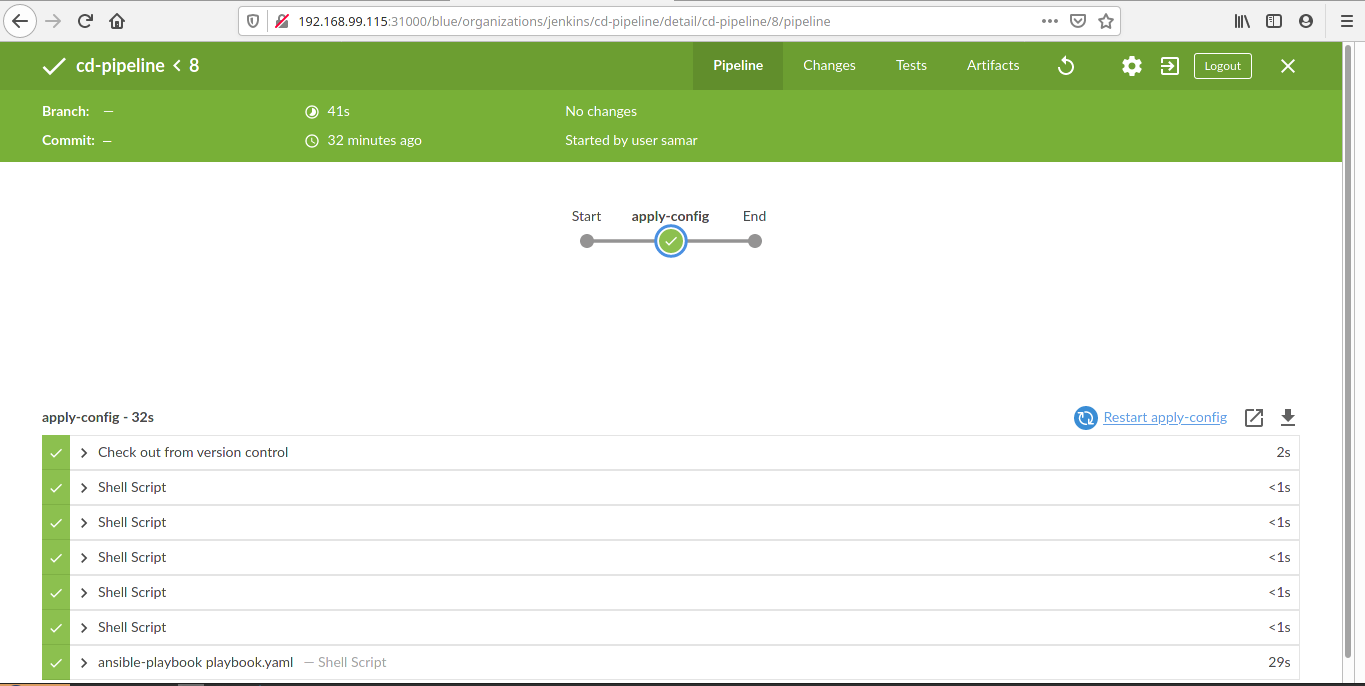 192.168.99.115:31000/blue/organizations/jenkins/cd-pipeline/detail/cd-pipeline/8/pipeline
cd-pipeline < 8 Pipeline Changes Tests Artifacts Logout
Branch: — 41s No changes
Commit: — 32 minutes ago Started by user samar
Start apply-config End
apply-config - 32s Restart apply-config
Check out from version control 2s
Shell Script <1s
Shell Script <1s
Shell Script <1s
Shell Script <1s
Shell Script <1s
ansible-playbook playbook.yaml — Shell Script 29s